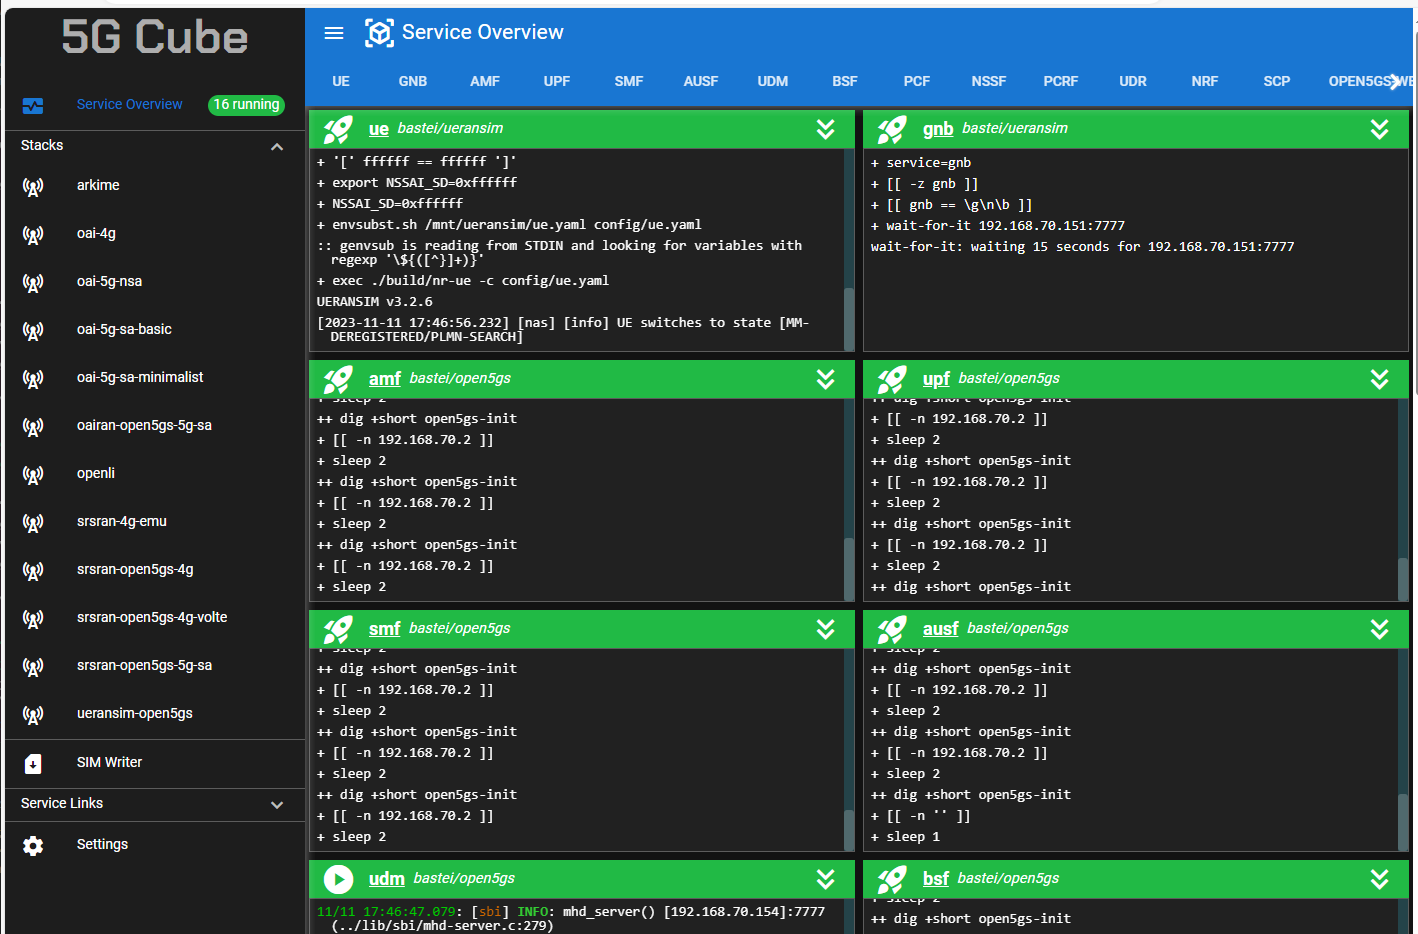 5G Cube
Service Overview
16 running
Stacks
arkime
oai-4g
oai-5g-nsa
oai-5g-sa-basic
oai-5g-sa-minimalist
oairan-open5gs-5g-sa
openli
srsran-4g-emu
srsran-open5gs-4g
srsran-open5gs-4g-volte
srsran-open5gs-5g-sa
ueransim-open5gs
SIM Writer
Service Links
Settings
Service Overview
UE GNB AMF UPF SMF AUSF UDM BSF PCF NSSF PCRF UDR NRF SCP OPEN5GS-WE
ue bastei/ueransim
+ '[' ffffff == ffffff ']'
+ export NSSAI_SD=0xffffff
+ NSSAI_SD=0xffffff
+ envsubst.sh /mnt/ueransim/ue.yaml config/ue.yaml
:: genvsub is reading from STDIN and looking for variables with
regexp '\${([^}]+)}'
+ exec ./build/nr-ue -c config/ue.yaml
UERANSIM v3.2.6
[2023-11-11 17:46:56.232] [nas] [info] UE switches to state [MM-
DEREGISTERED/PLMN-SEARCH]
gnb bastei/ueransim
+ service=gnb
+ [[ -z gnb ]]
+ [[ gnb == \g\n\b ]]
+ wait-for-it 192.168.70.151:7777
wait-for-it: waiting 15 seconds for 192.168.70.151:7777
amf bastei/open5gs
+ sleep 2
++ dig +short open5gs-init
+ [[ -n 192.168.70.2 ]]
+ sleep 2
++ dig +short open5gs-init
+ [[ -n 192.168.70.2 ]]
+ sleep 2
++ dig +short open5gs-init
+ [[ -n 192.168.70.2 ]]
+ sleep 2
upf bastei/open5gs
++ dig +short open5gs-init
+ [[ -n 192.168.70.2 ]]
+ sleep 2
++ dig +short open5gs-init
+ [[ -n 192.168.70.2 ]]
+ sleep 2
++ dig +short open5gs-init
+ [[ -n 192.168.70.2 ]]
+ sleep 2
++ dig +short open5gs-init
smf bastei/open5gs
+ sleep 2
++ dig +short open5gs-init
+ [[ -n 192.168.70.2 ]]
+ sleep 2
++ dig +short open5gs-init
+ [[ -n 192.168.70.2 ]]
+ sleep 2
++ dig +short open5gs-init
+ [[ -n 192.168.70.2 ]]
+ sleep 2
ausf bastei/open5gs
+ sleep 2
++ dig +short open5gs-init
+ [[ -n 192.168.70.2 ]]
+ sleep 2
++ dig +short open5gs-init
+ [[ -n 192.168.70.2 ]]
+ sleep 2
++ dig +short open5gs-init
+ [[ -n '' ]]
+ sleep 1
udm bastei/open5gs
11/11 17:46:47.079: [sbi] INFO: mhd_server() [192.168.70.154]:7777
(../lib/sbi/mhd-server.c:279)
bsf bastei/open5gs
+ sleep 2
++ dig +short open5gs-init